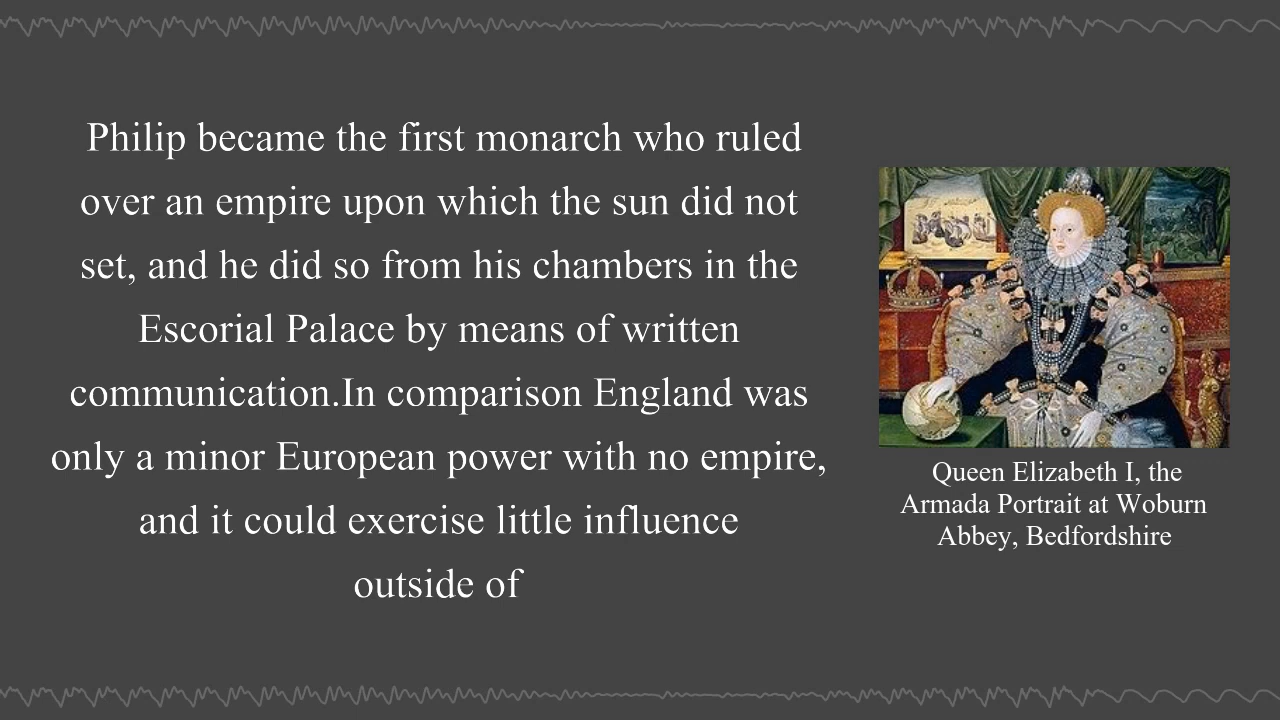 Philip became the first monarch who ruled
over an empire upon which the sun did not
set, and he did so from his chambers in the
Escorial Palace by means of written
communication.In comparison England was
only a minor European power with no empire,
and it could exercise little influence
outside of
Queen Elizabeth I, the
Armada Portrait at Woburn
Abbey, Bedfordshire